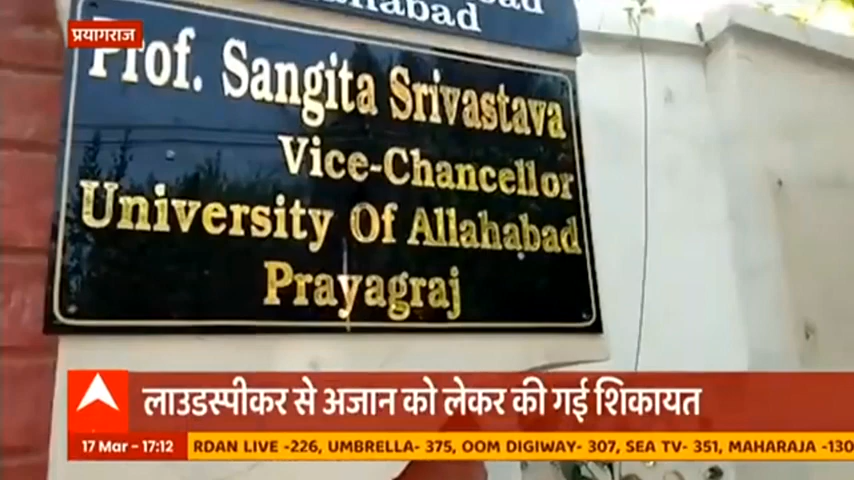 Allahabad
प्रयागराज
Prof. Sangita Srivastava
Vice-Chancellor
University Of Allahabad
Prayagraj
लाउडस्पीकर से अजान को लेकर की गई शिकायत
17 Mar - 17:12
RDAN LIVE -226, UMBRELLA- 375, OOM DIGIWAY- 307, SEA TV- 351, MAHARAJA -130